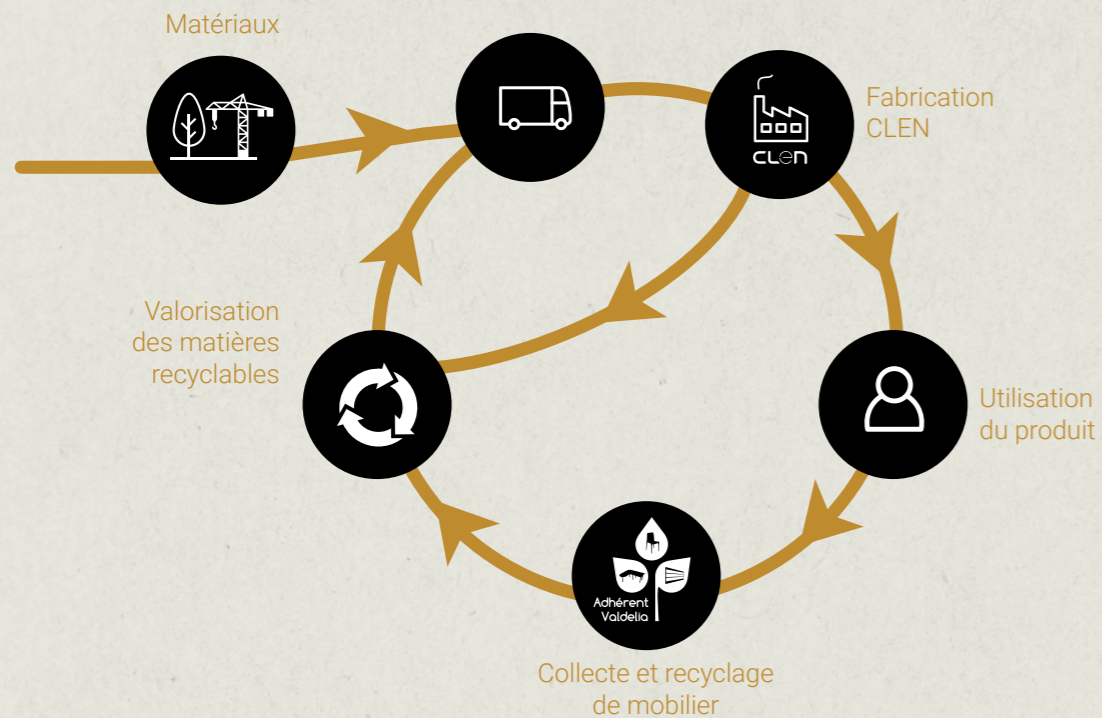 Matériaux
Fabrication
CLEN
CLEN
Valorisation
des matières
recyclables
Utilisation
du produit
Adhérent
Valdelia
Collecte et recyclage
de mobilier